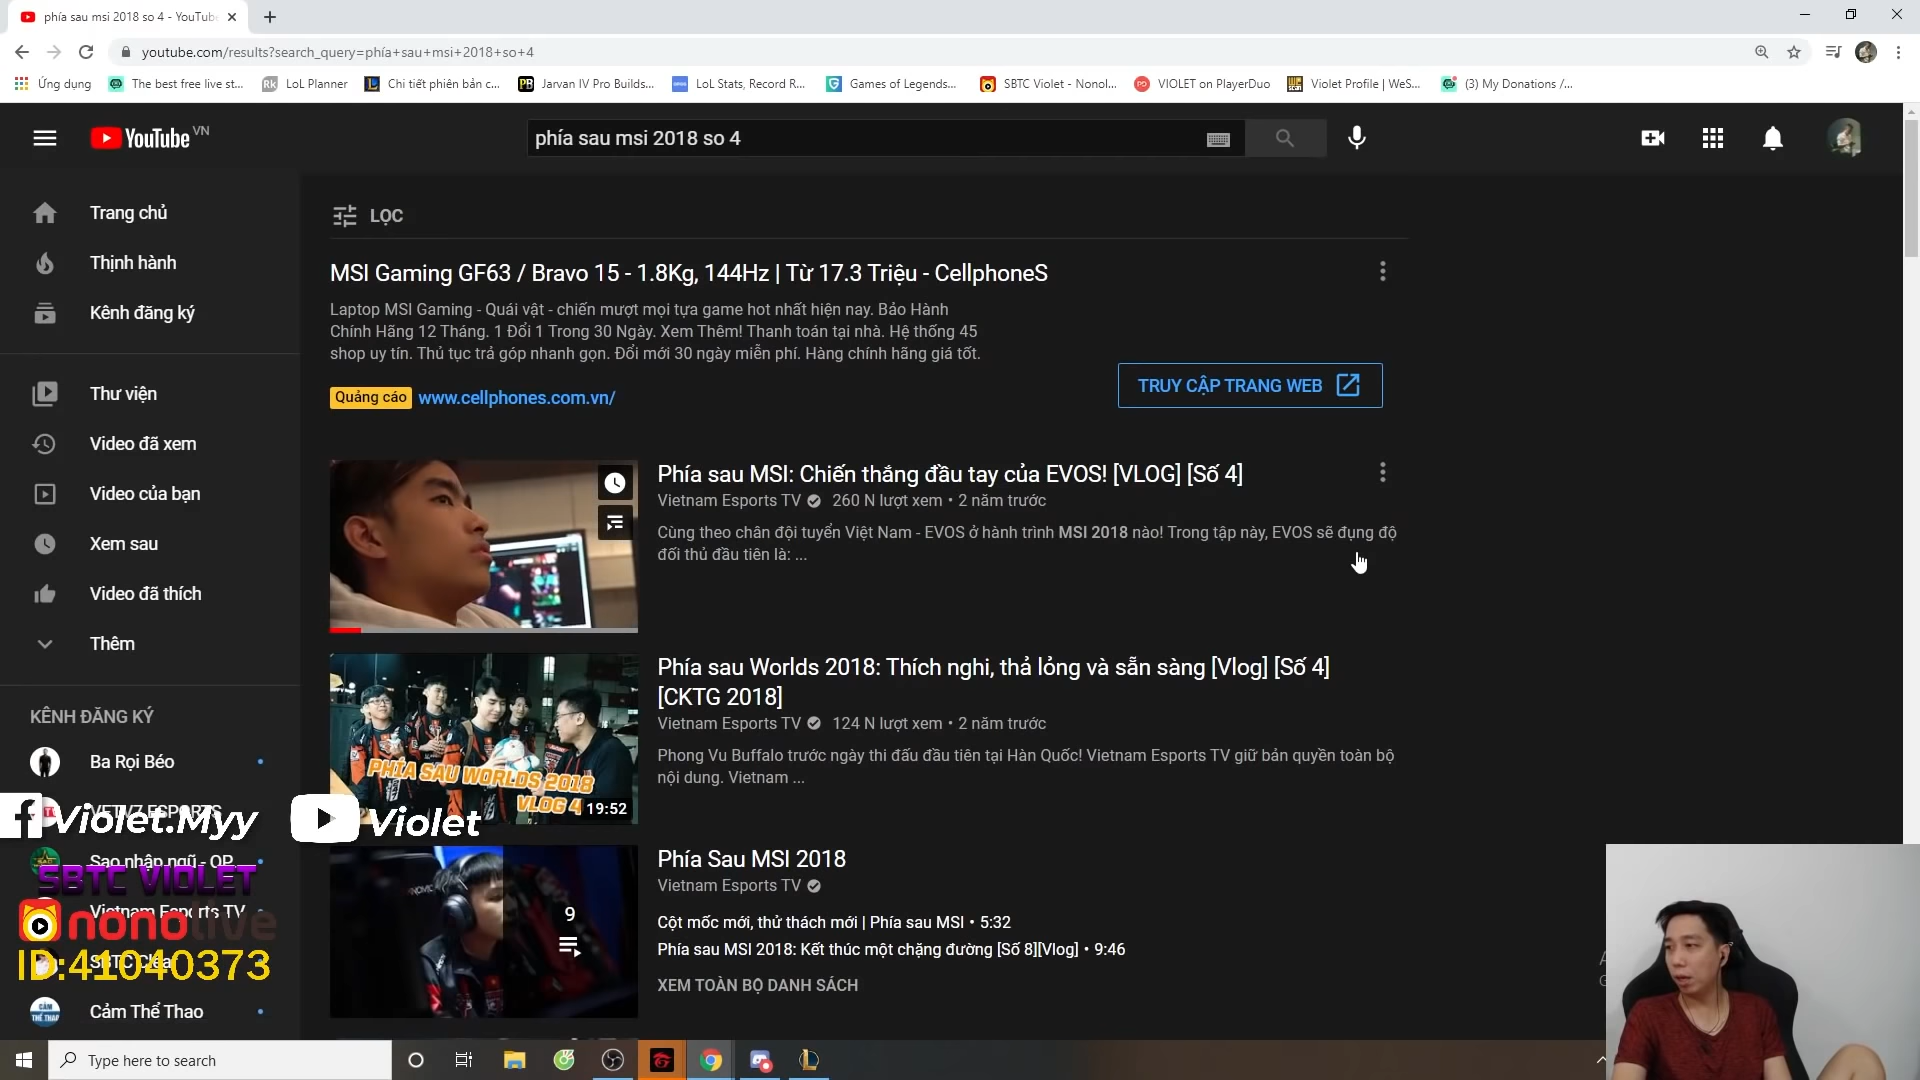 phía sau msi 2018 so 4 - YouTube
youtube.com/results?search_query=phía+sau+msi+2018+so+4
Ứng dụng
The best free live st...
LoL Planner
Chi tiết phiên bản c...
Jarvan IV Pro Builds...
LoL Stats, Record R...
Games of Legends...
SBTC Violet - Nonol...
VIOLET on PlayerDuo
Violet Profile | WeS...
(3) My Donations /...
YouTube VN
phía sau msi 2018 so 4
Trang chủ
Thịnh hành
Kênh đăng ký
Thư viện
Video đã xem
Video của bạn
Xem sau
Video đã thích
Thêm
KÊNH ĐĂNG KÝ
Ba Rọi Béo
VETV7 ESPORTS
Sao nhập ngũ - QP...
Vietnam Esports TV
Cảm Thể Thao
LỌC
MSI Gaming GF63 / Bravo 15 - 1.8Kg, 144Hz | Từ 17.3 Triệu - CellphoneS
Laptop MSI Gaming - Quái vật - chiến mượt mọi tựa game hot nhất hiện nay. Bảo Hành
Chính Hãng 12 Tháng. 1 Đổi 1 Trong 30 Ngày. Xem Thêm! Thanh toán tại nhà. Hệ thống 45
shop uy tín. Thủ tục trả góp nhanh gọn. Đổi mới 30 ngày miễn phí. Hàng chính hãng giá tốt.
Quảng cáo www.cellphones.com.vn/
TRUY CẬP TRANG WEB
Phía sau MSI: Chiến thắng đầu tay của EVOS! [VLOG] [Số 4]
Vietnam Esports TV 260 N lượt xem • 2 năm trước
Cùng theo chân đội tuyển Việt Nam - EVOS ở hành trình MSI 2018 nào! Trong tập này, EVOS sẽ đụng độ
đối thủ đầu tiên là: ...
PHÍA SAU WORLDS 2018
VLOG 4
19:52
Phía sau Worlds 2018: Thích nghi, thả lỏng và sẵn sàng [Vlog] [Số 4]
[CKTG 2018]
Vietnam Esports TV 124 N lượt xem • 2 năm trước
Phong Vu Buffalo trước ngày thi đấu đầu tiên tại Hàn Quốc! Vietnam Esports TV giữ bản quyền toàn bộ
nội dung. Vietnam ...
9
Phía Sau MSI 2018
Vietnam Esports TV
Cột mốc mới, thử thách mới | Phía sau MSI • 5:32
Phía sau MSI 2018: Kết thúc một chặng đường [Số 8][Vlog] • 9:46
XEM TOÀN BỘ DANH SÁCH
Violet.Myy
Violet
SBTC VIOLET
nonolive
ID:41040373
Type here to search